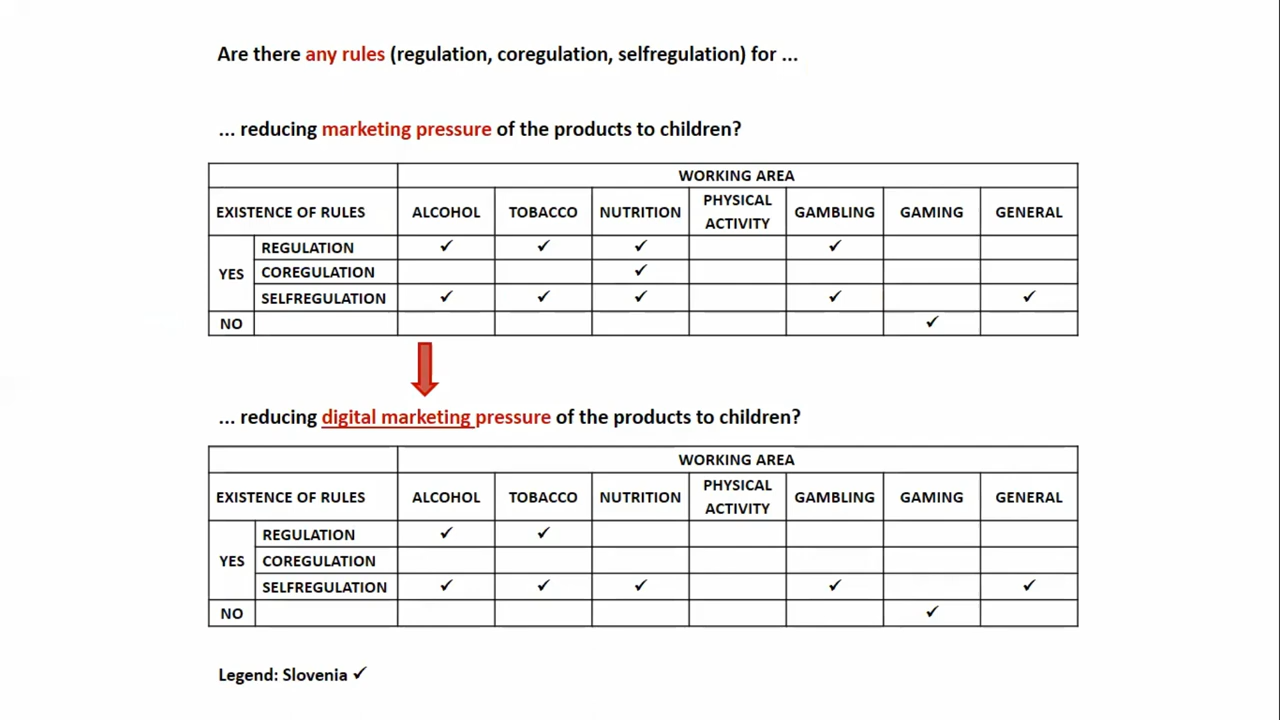 Are there any rules (regulation, coregulation, selfregulation) for ...
... reducing marketing pressure of the products to children?
WORKING AREA
EXISTENCE OF RULES ALCOHOL TOBACCO NUTRITION PHYSICAL ACTIVITY GAMBLING GAMING GENERAL
YES REGULATION ✓ ✓ ✓ ✓
COREGULATION ✓
SELFREGULATION ✓ ✓ ✓ ✓ ✓
NO ✓
... reducing digital marketing pressure of the products to children?
WORKING AREA
EXISTENCE OF RULES ALCOHOL TOBACCO NUTRITION PHYSICAL ACTIVITY GAMBLING GAMING GENERAL
YES REGULATION ✓ ✓
COREGULATION
SELFREGULATION ✓ ✓ ✓ ✓ ✓
NO ✓
Legend: Slovenia ✓